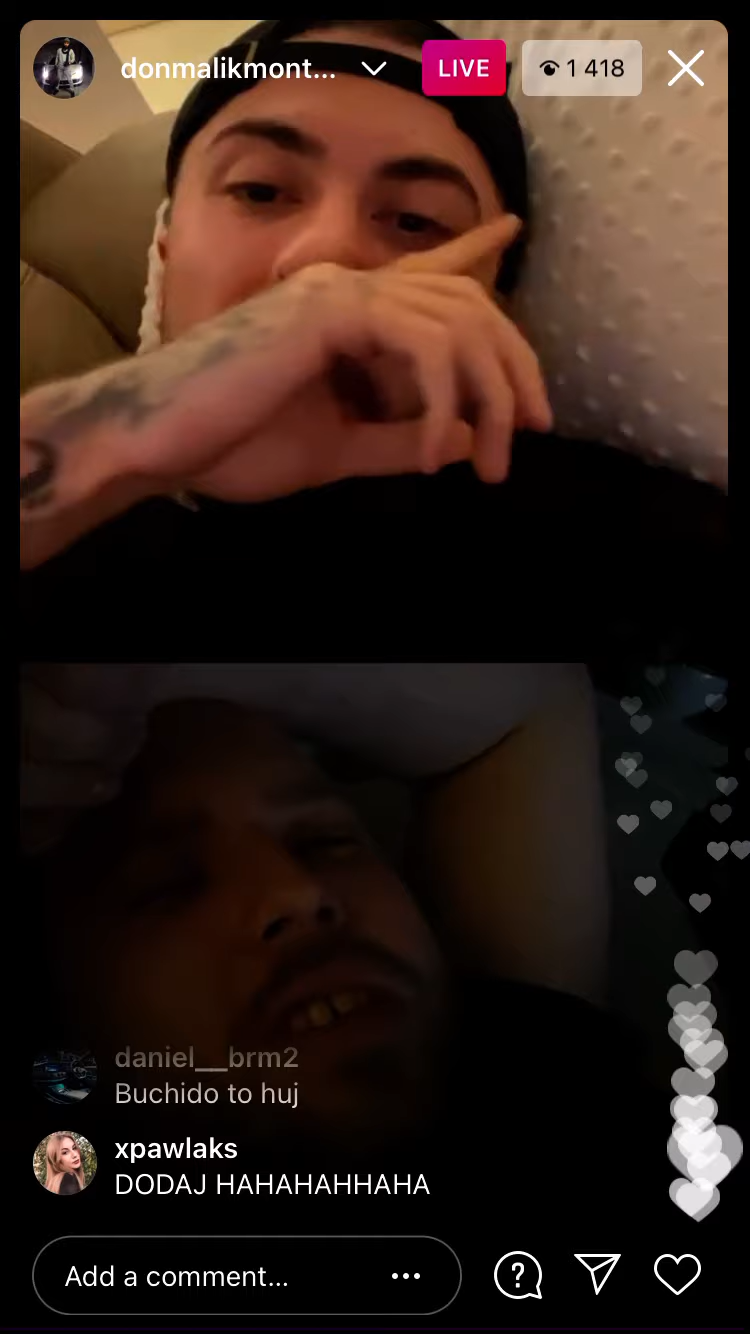 donmalikmont...
LIVE
1 418
daniel__brm2
Buchido to huj
xpawlaks
DODAJ HAHAHAHHAHA
Add a comment...